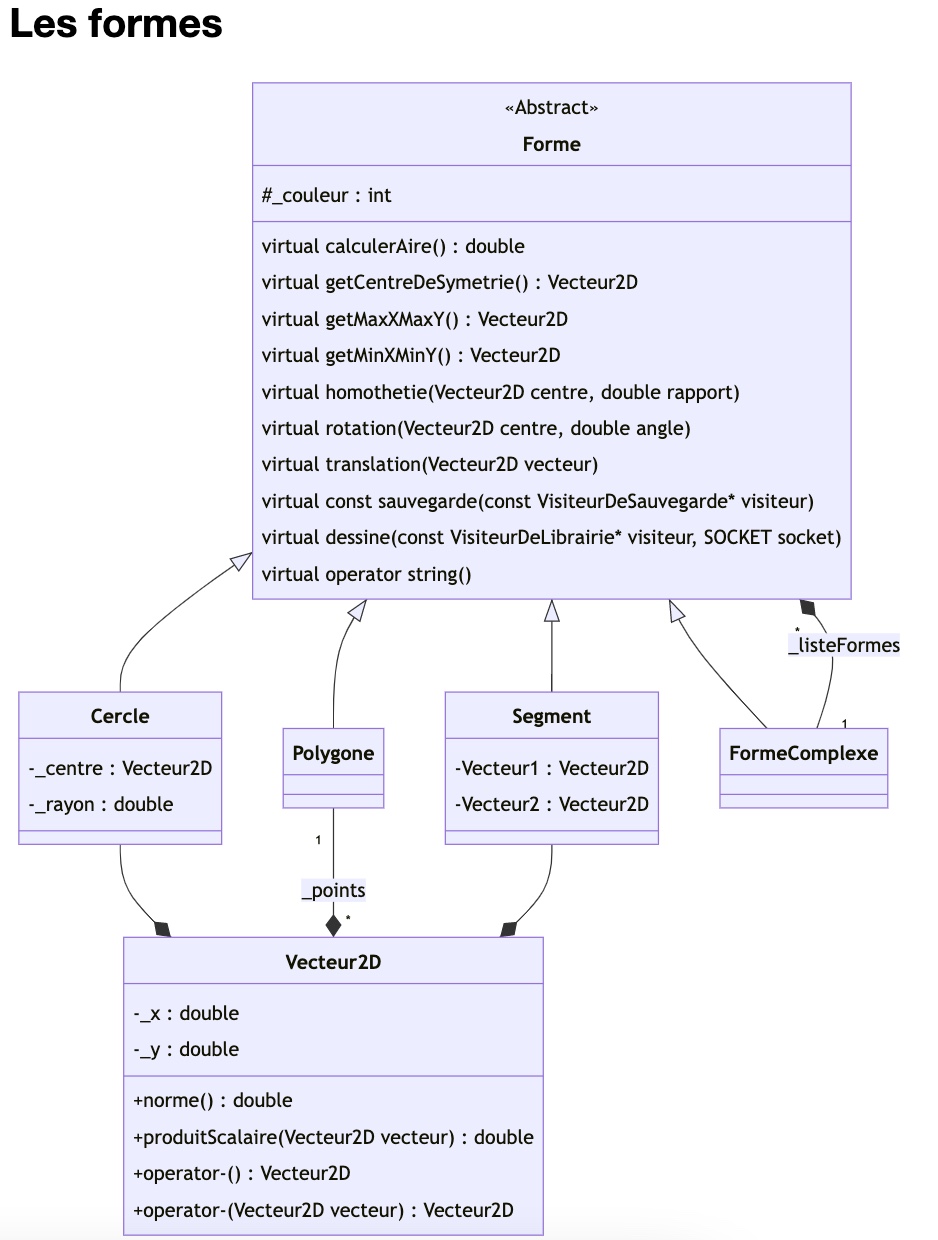 Les formes
«Abstract»
Forme
#_couleur : int
virtual calculerAire() : double
virtual getCentreDeSymetrie() : Vecteur2D
virtual getMaxXMaxY() : Vecteur2D
virtual getMinXMinY() : Vecteur2D
virtual homothetie(Vecteur2D centre, double rapport)
virtual rotation(Vecteur2D centre, double angle)
virtual translation(Vecteur2D vecteur)
virtual const sauvegarde(const VisiteurDeSauvegarde* visiteur)
virtual dessine(const VisiteurDeLibrairie* visiteur, SOCKET socket)
virtual operator string()
*
_listeFormes
1
Cercle
-_centre : Vecteur2D
-_rayon : double
Polygone
Segment
-Vecteur1 : Vecteur2D
-Vecteur2 : Vecteur2D
FormeComplexe
1
_points
*
Vecteur2D
-_x : double
-_y : double
+norme() : double
+produitScalaire(Vecteur2D vecteur) : double
+operator-() : Vecteur2D
+operator-(Vecteur2D vecteur) : Vecteur2D